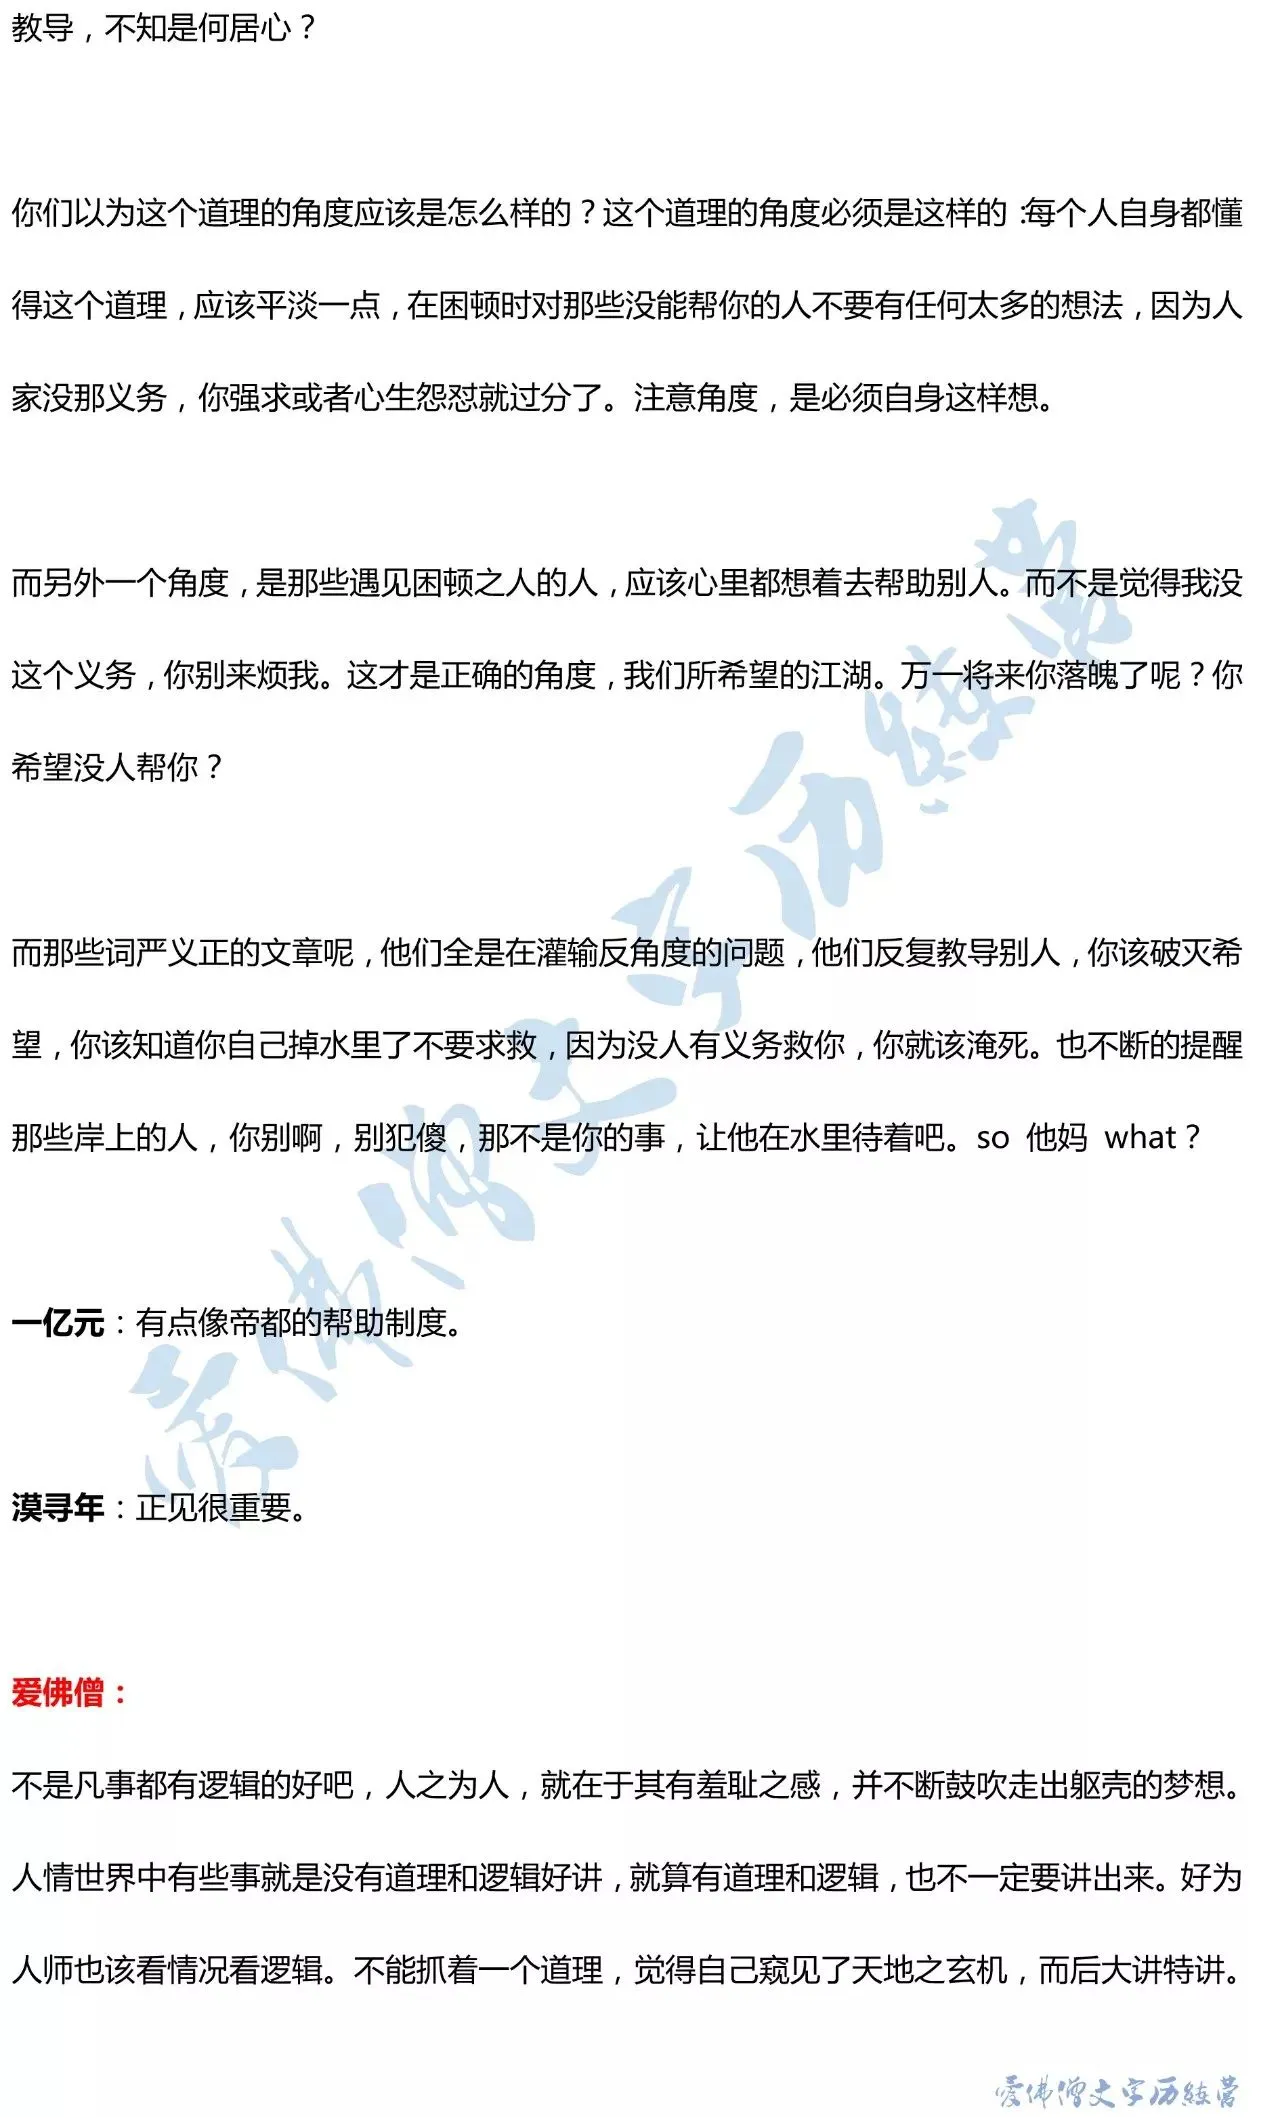 教导，不知是何居心？
你们以为这个道理的角度应该是怎么样的？这个道理的角度必须是这样的：每个人自身都懂
得这个道理，应该平淡一点，在困顿时对那些没能帮你的人不要有任何太多的想法，因为人
家没那义务，你强求或者心生怨怼就过分了。注意角度，是必须自身这样想。
而另外一个角度，是那些遇见困顿之人的人，应该心里都想着去帮助别人。而不是觉得我没
这个义务，你别来烦我。这才是正确的角度，我们所希望的江湖。万一将来你落魄了呢？你
希望没人帮你？
而那些词严义正的文章呢，他们全是在灌输反角度的问题，他们反复教导别人，你该破灭希
望，你该知道你自己掉水里了不要求救，因为没人有义务救你，你就该淹死。也不断的提醒
那些岸上的人，你别啊，别犯傻，那不是你的事，让他在水里待着吧。so 他妈 what？
一亿元：有点像帝都的帮助制度。
漠寻年：正见很重要。
爱佛僧：
不是凡事都有逻辑的好吧，人之为人，就在于其有羞耻之感，并不断鼓吹走出躯壳的梦想。
人情世界中有些事就是没有道理和逻辑好讲，就算有道理和逻辑，也不一定要讲出来。好为
人师也该看情况看逻辑。不能抓着一个道理，觉得自己窥见了天地之玄机，而后大讲特讲。
爱佛僧文字历练营
爱佛僧文字历练营